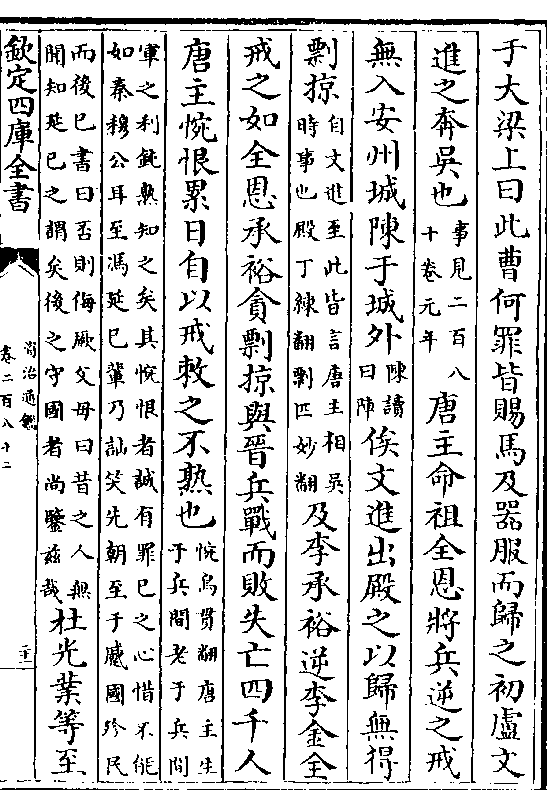 于大梁上曰此曹何罪皆賜馬及器服而歸之初盧文
進之奔吳也
事見二百八
十卷元年
唐主命祖全恩將兵逆之戒
無入安州城陳于城外
陳讀
曰陣
俟文進出殿之以歸無得
剽掠
自文進至此皆言唐主相吳
時事也殿丁練翻剽匹妙翻
及李承裕逆李金全
戒之如全恩承裕貪剽掠與晉兵戰而敗失亡四千人
唐主惋恨累日自以戒敕之不熟也
惋烏貫翻唐主生
于兵間老于兵間
軍之利鈍熟知之矣其惋恨者誠有罪已之心惜不能
如秦穆公耳至馮延巳輩乃訕笑先朝至于蹙國殄民
而後已書曰否則侮厥父母曰昔之人無
聞知延巳之謂矣後之守國者尚鑒兹哉
杜光業等至
欽定四庫全書
資治通鑑
卷二百八十二